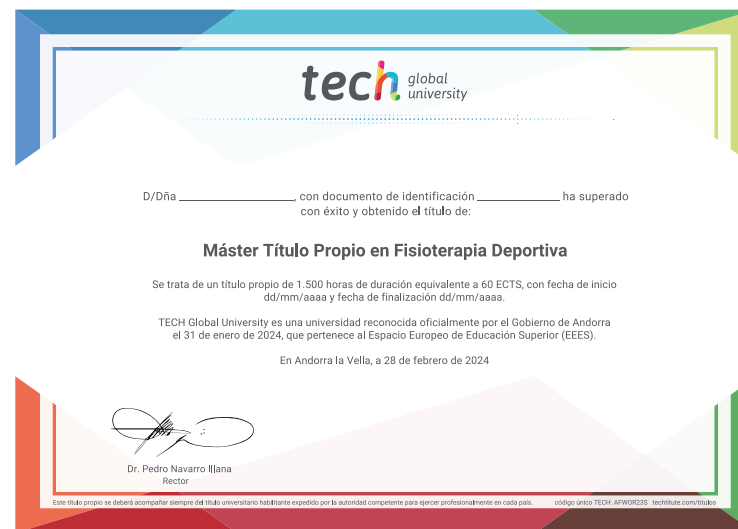 tech global university
D/Dña ____________, con documento de identificación ____________ ha superado
con éxito y obtenido el título de:
Máster Título Propio en Fisioterapia Deportiva
Se trata de un título propio de 1.500 horas de duración equivalente a 60 ECTS, con fecha de inicio
dd/mm/aaaa y fecha de finalización dd/mm/aaaa.
TECH Global University es una universidad reconocida oficialmente por el Gobierno de Andorra
el 31 de enero de 2024, que pertenece al Espacio Europeo de Educación Superior (EEES).
En Andorra la Vella, a 28 de febrero de 2024
Dr. Pedro Navarro Illana
Rector
Este título propio se deberá acompañar siempre del título universitario habilitante expedido por la autoridad competente para ejercer profesionalmente en cada país. código único TECH: AFWOR23S techtitute.com/títulos